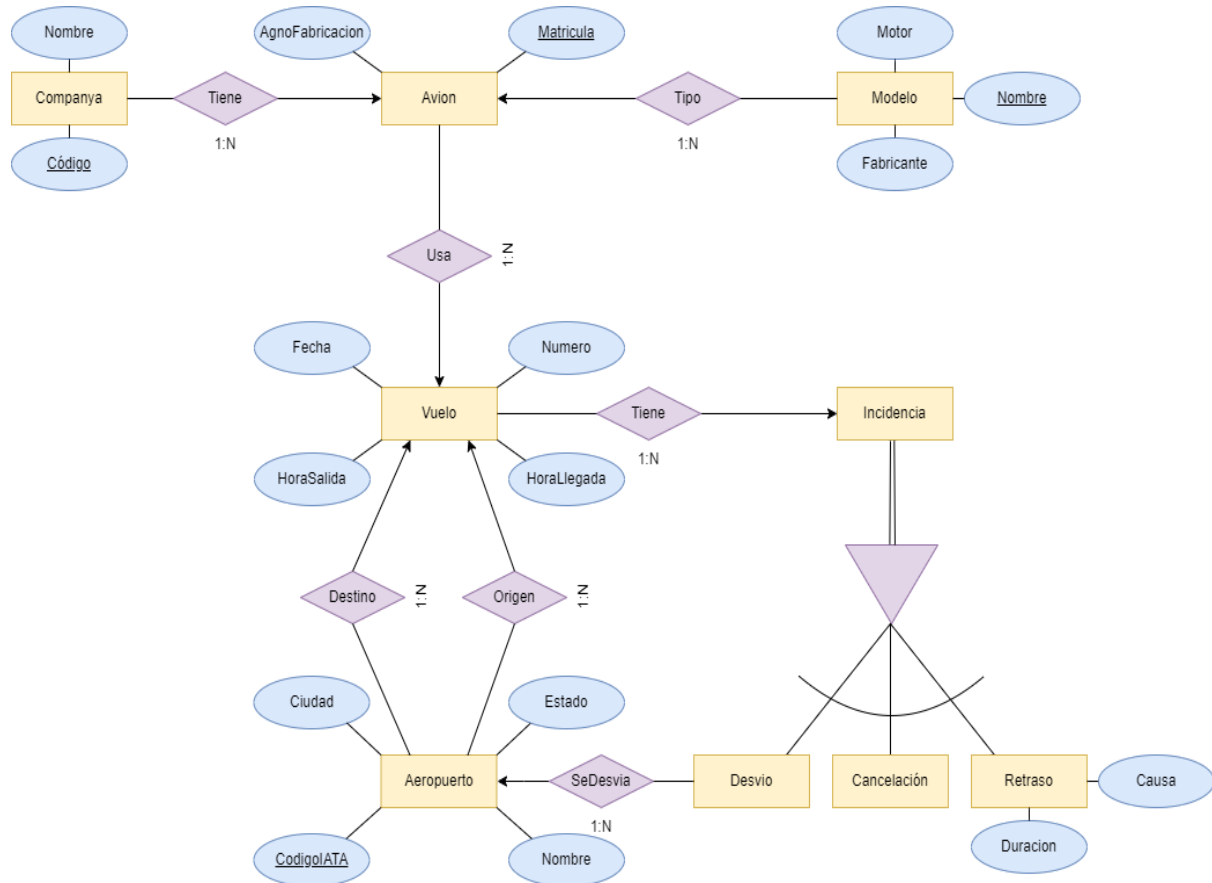 Nombre
AgnoFabricacion
Matricula
Motor
Companya
Tiene
Avion
Tipo
Modelo
Nombre
1:N
1:N
Código
Fabricante
Usa
1:N
Fecha
Numero
Vuelo
Tiene
Incidencia
1:N
HoraSalida
HoraLlegada
Destino
1:N
Origen
1:N
Ciudad
Estado
Aeropuerto
SeDesvia
Desvio
Cancelación
Retraso
Causa
1:N
CodigoIATA
Nombre
Duracion